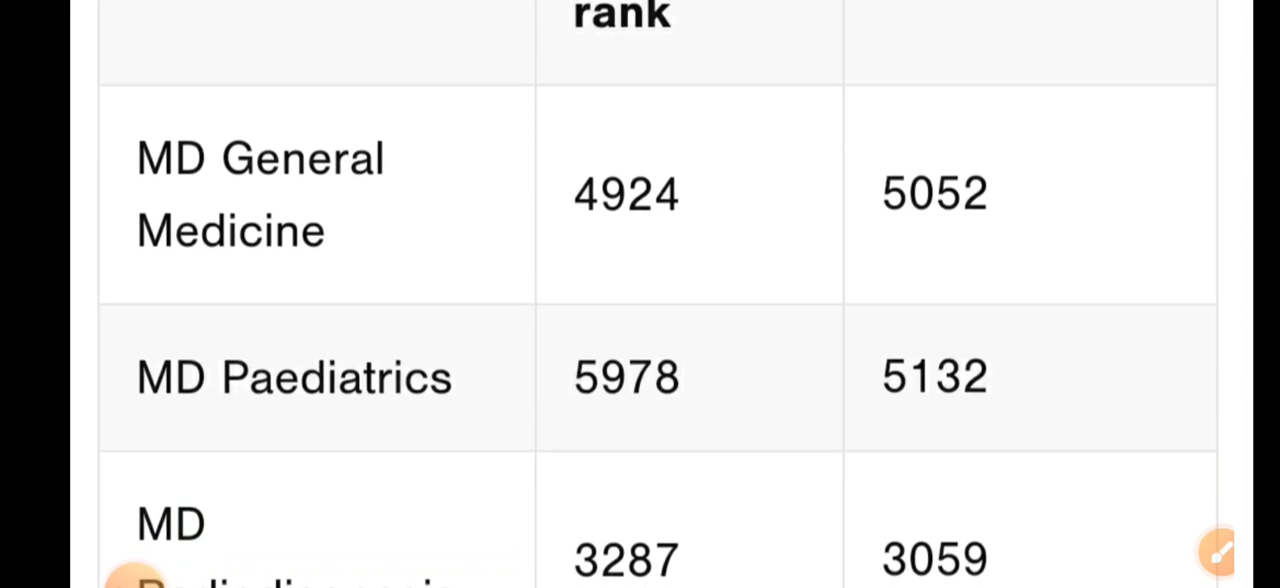 rank
MD General
Medicine
4924
5052
MD Paediatrics
5978
5132
MD
3287
3059